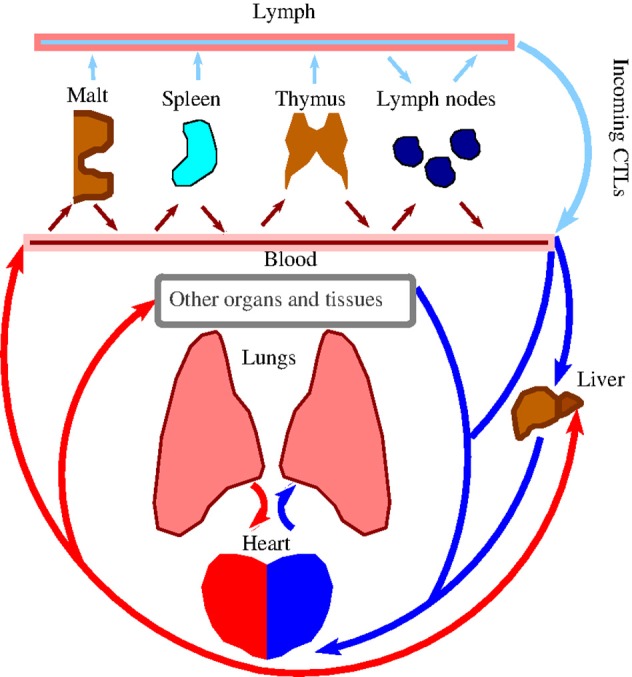 Lymph
Malt
Spleen
Thymus
Lymph nodes
Incoming CTLs
Blood
Other organs and tissues
Lungs
Liver
Heart